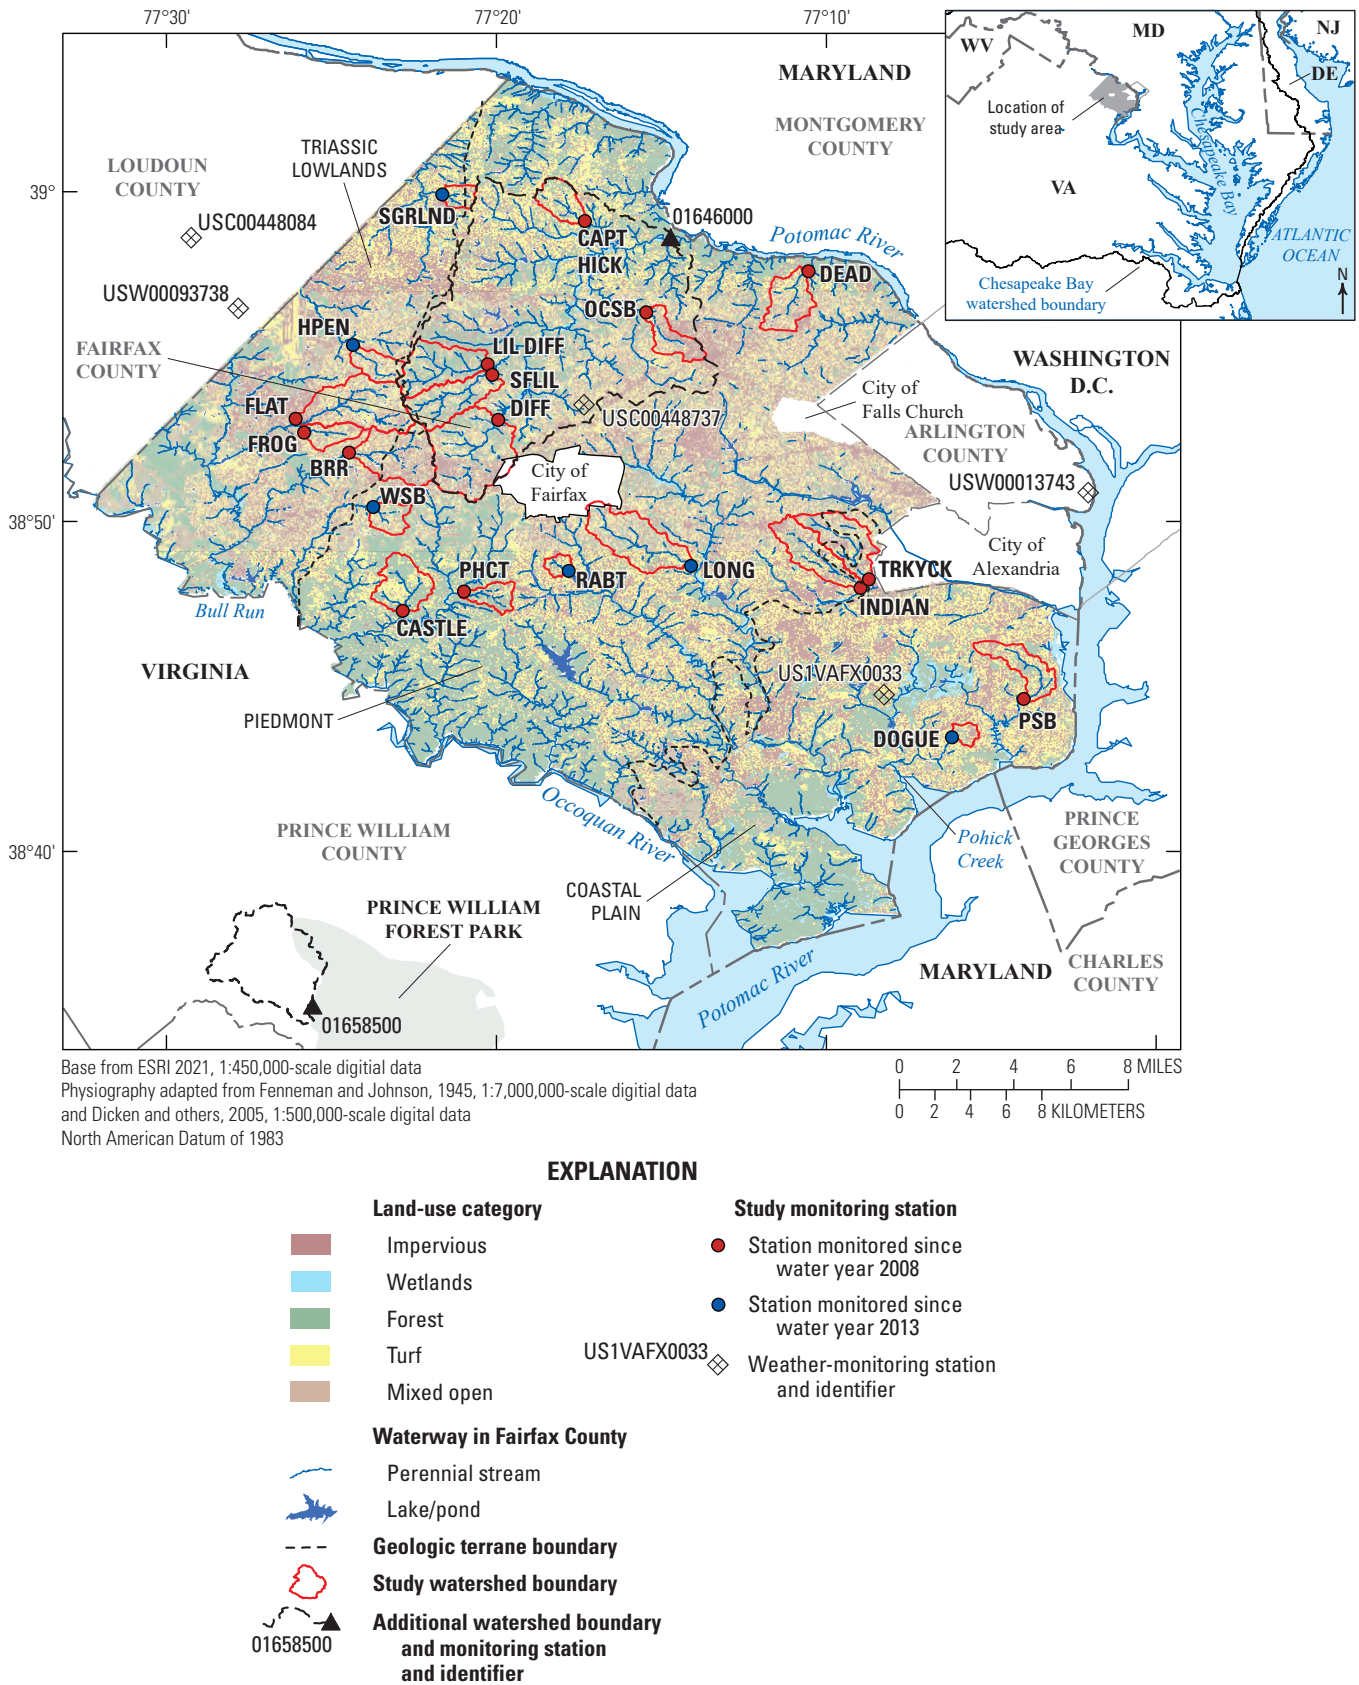 77°30'
77°20'
77°10'
39°
38°50'
38°40'
WV
MD
NJ
DE
Location of
study area
Chesapeake Bay
VA
ATLANTIC
OCEAN
Chesapeake Bay
watershed boundary
N
MARYLAND
MONTGOMERY
COUNTY
TRIASSIC
LOWLANDS
LOUDOUN
COUNTY
USC00448084
SGRLND
01646000
CAPT
HICK
Potomac River
DEAD
USW00093738
OCSB
HPEN
LIL DIFF
FAIRFAX
COUNTY
SFLIL
WASHINGTON
D.C.
City of
Falls Church
FLAT
DIFF
USC00448737
ARLINGTON
COUNTY
FROG
BRR
City of
Fairfax
USW00013743
WSB
City of
Alexandria
PHCT
RABT
LONG
TRKYCK
INDIAN
Bull Run
CASTLE
VIRGINIA
US1VAFX0033
PIEDMONT
PSB
DOGUE
Occoquan River
PRINCE WILLIAM
COUNTY
Pohick
Creek
PRINCE
GEORGES
COUNTY
COASTAL
PLAIN
PRINCE WILLIAM
FOREST PARK
MARYLAND
CHARLES
COUNTY
Potomac River
01658500
Base from ESRI 2021, 1:450,000-scale digitial data
Physiography adapted from Fenneman and Johnson, 1945, 1:7,000,000-scale digitial data
and Dicken and others, 2005, 1:500,000-scale digital data
North American Datum of 1983
0 2 4 6 8 MILES
0 2 4 6 8 KILOMETERS
EXPLANATION
Land-use category
Impervious
Wetlands
Forest
Turf
Mixed open
Waterway in Fairfax County
Perennial stream
Lake/pond
Geologic terrane boundary
Study watershed boundary
01658500
Additional watershed boundary
and monitoring station
and identifier
Study monitoring station
Station monitored since
water year 2008
Station monitored since
water year 2013
US1VAFX0033
Weather-monitoring station
and identifier